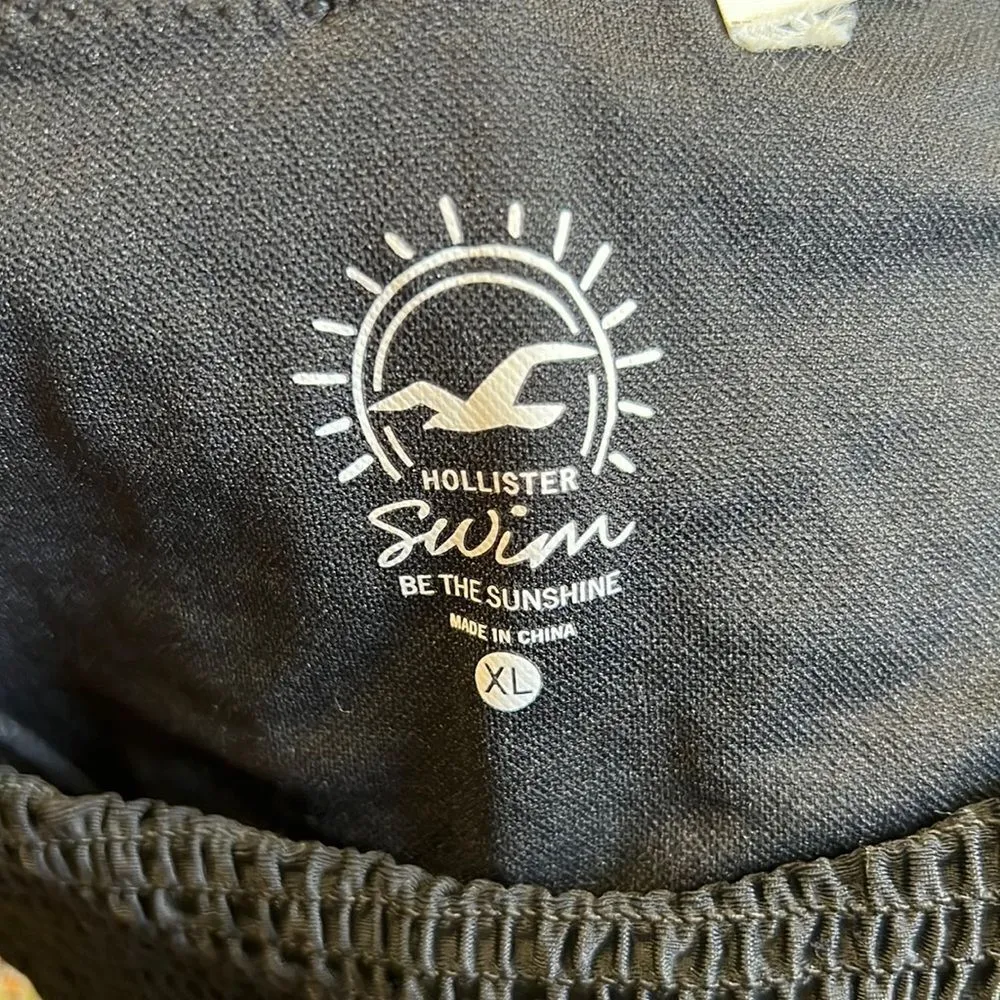 HOLLISTER
Swim
BE THE SUNSHINE
MADE IN CHINA
XL